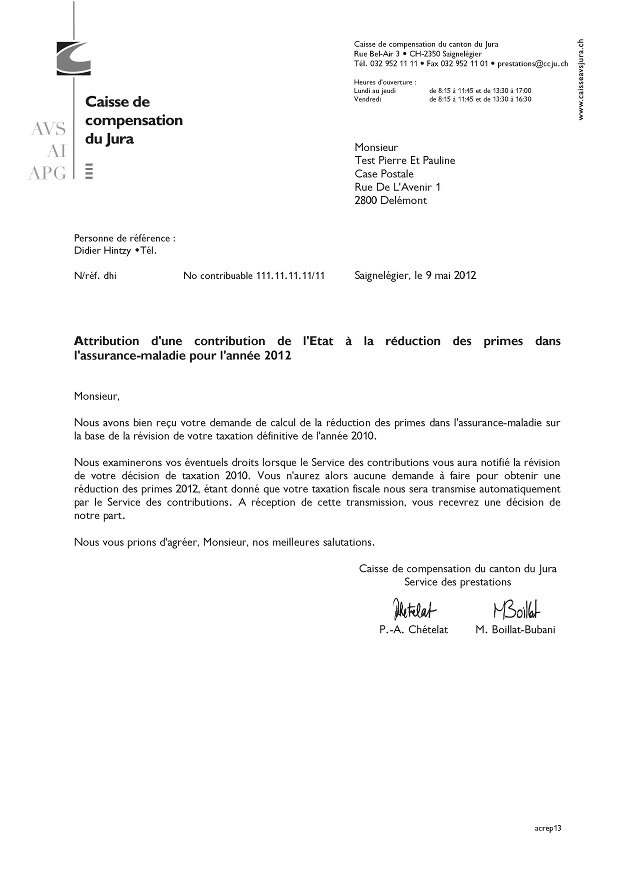 Caisse de compensation du canton du Jura
Rue Bel-Air 3 • CH-2350 Saignelégier
Tél. 032 952 11 11 • Fax 032 952 11 01 • prestations@ccju.ch
Heures d'ouverture :
Lundi au jeudi de 8:15 à 11:45 et de 13:30 à 17:00
Vendredi de 8:15 à 11:45 et de 13:30 à 16:30
www.caisseavsjura.ch
Caisse de
compensation
du Jura
AVS
AI
APG
Monsieur
Test Pierre Et Pauline
Case Postale
Rue De L'Avenir 1
2800 Delémont
Personne de référence :
Didier Hintzy •Tél.
N/réf. dhi No contribuable 111.11.11.11/11 Saignelégier, le 9 mai 2012
Attribution d'une contribution de l'Etat à la réduction des primes dans
l'assurance-maladie pour l'année 2012
Monsieur,
Nous avons bien reçu votre demande de calcul de la réduction des primes dans l'assurance-maladie sur
la base de la révision de votre taxation définitive de l'année 2010.
Nous examinerons vos éventuels droits lorsque le Service des contributions vous aura notifié la révision
de votre décision de taxation 2010. Vous n'aurez alors aucune demande à faire pour obtenir une
réduction des primes 2012, étant donné que votre taxation fiscale nous sera transmise automatiquement
par le Service des contributions. A réception de cette transmission, vous recevrez une décision de
notre part.
Nous vous prions d'agréer, Monsieur, nos meilleures salutations.
Caisse de compensation du canton du Jura
Service des prestations
MBoillat
P.-A. Chételat M. Boillat-Bubani
acrep13